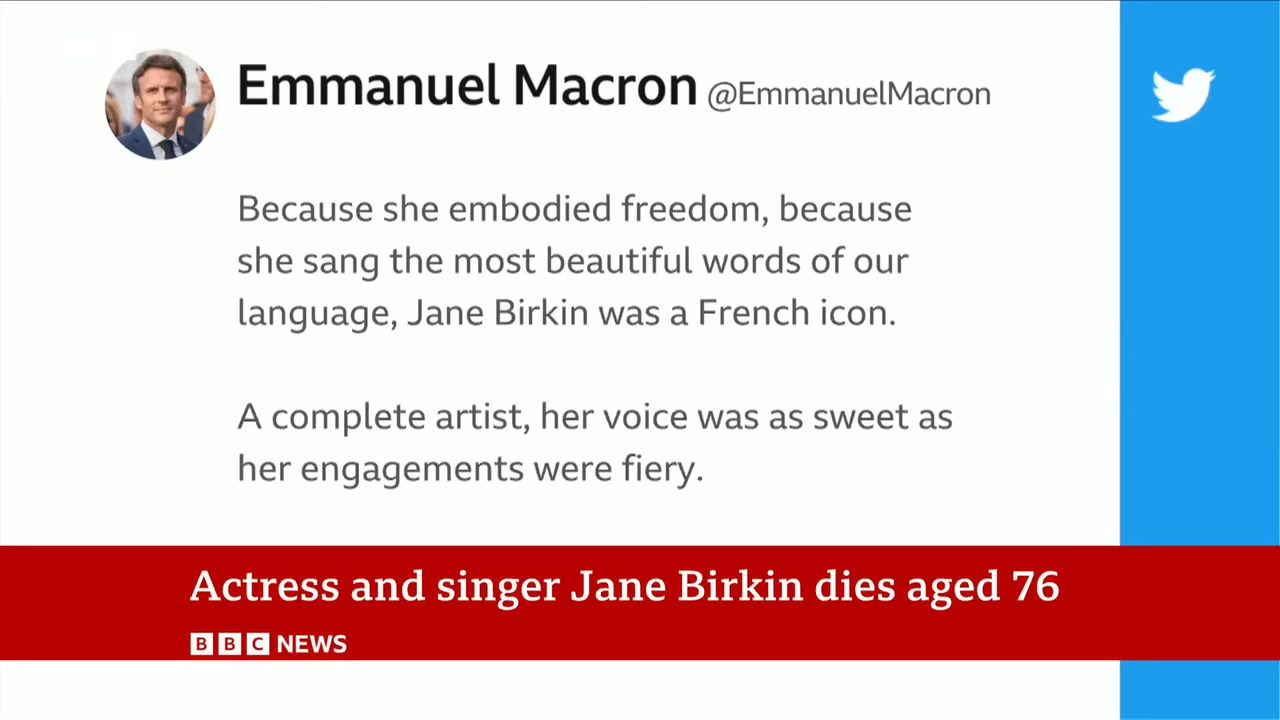 Emmanuel Macron @EmmanuelMacron
Because she embodied freedom, because
she sang the most beautiful words of our
language, Jane Birkin was a French icon.
A complete artist, her voice was as sweet as
her engagements were fiery.
Actress and singer Jane Birkin dies aged 76
BBC NEWS